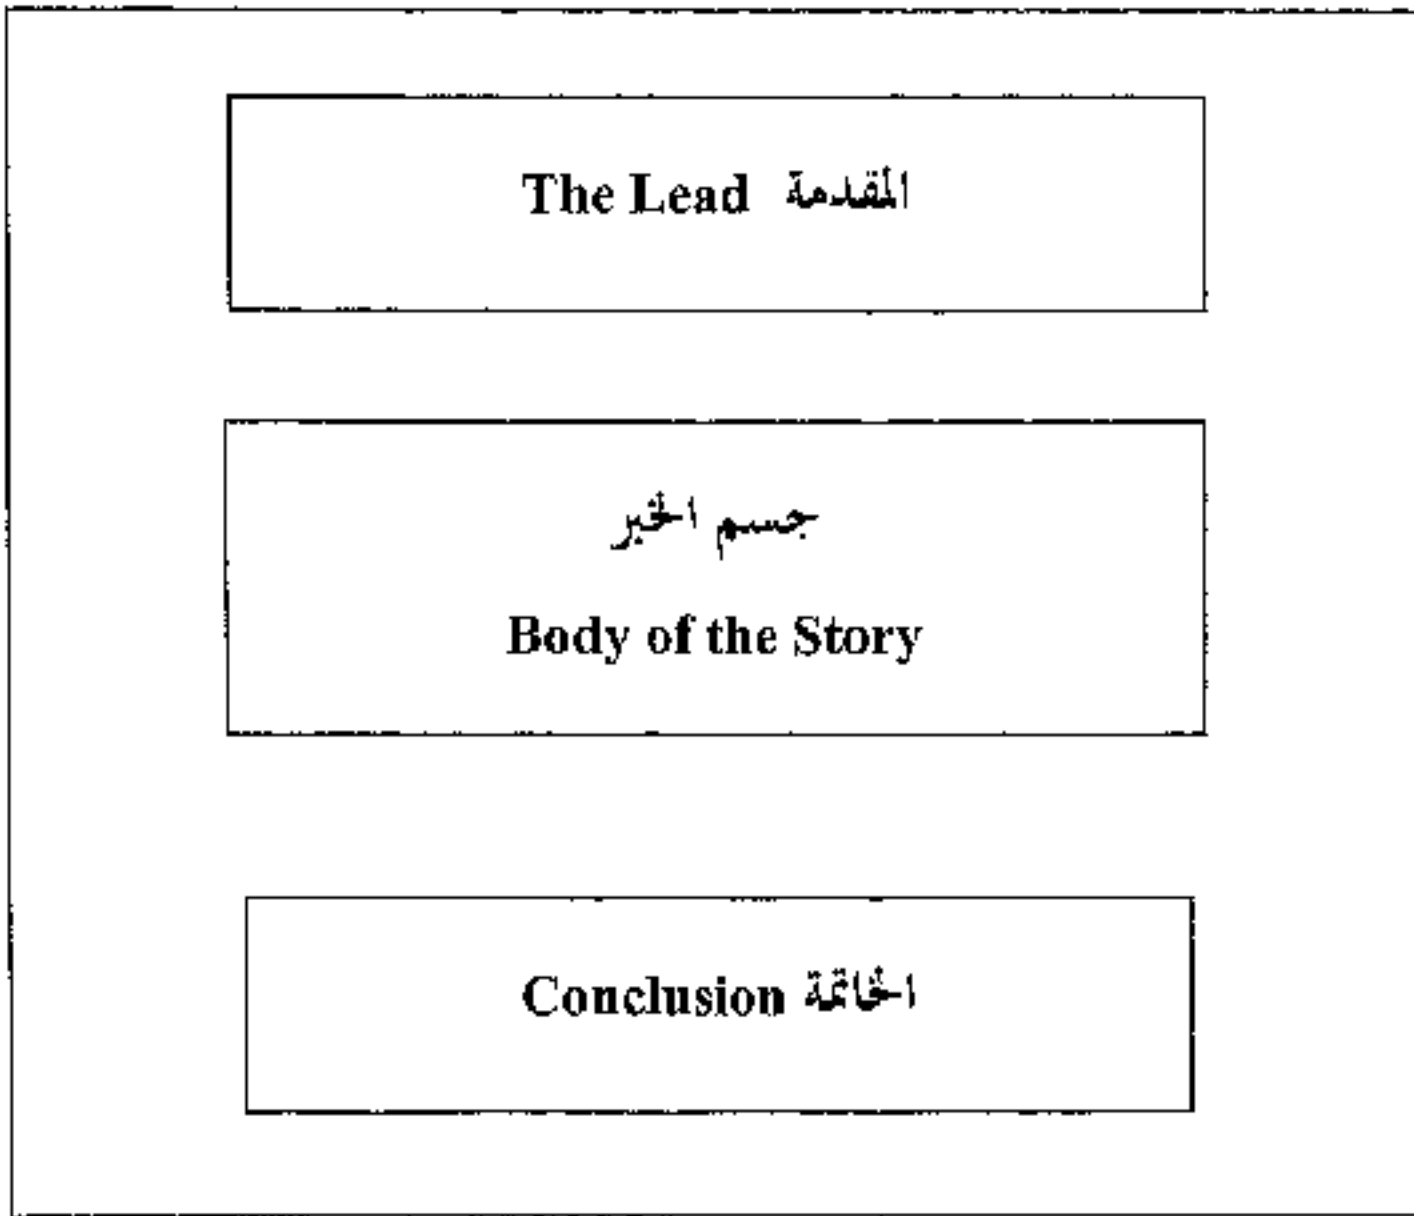 The Lead المقدمة
جسم الخبر
Body of the Story
Conclusion الخاتمة